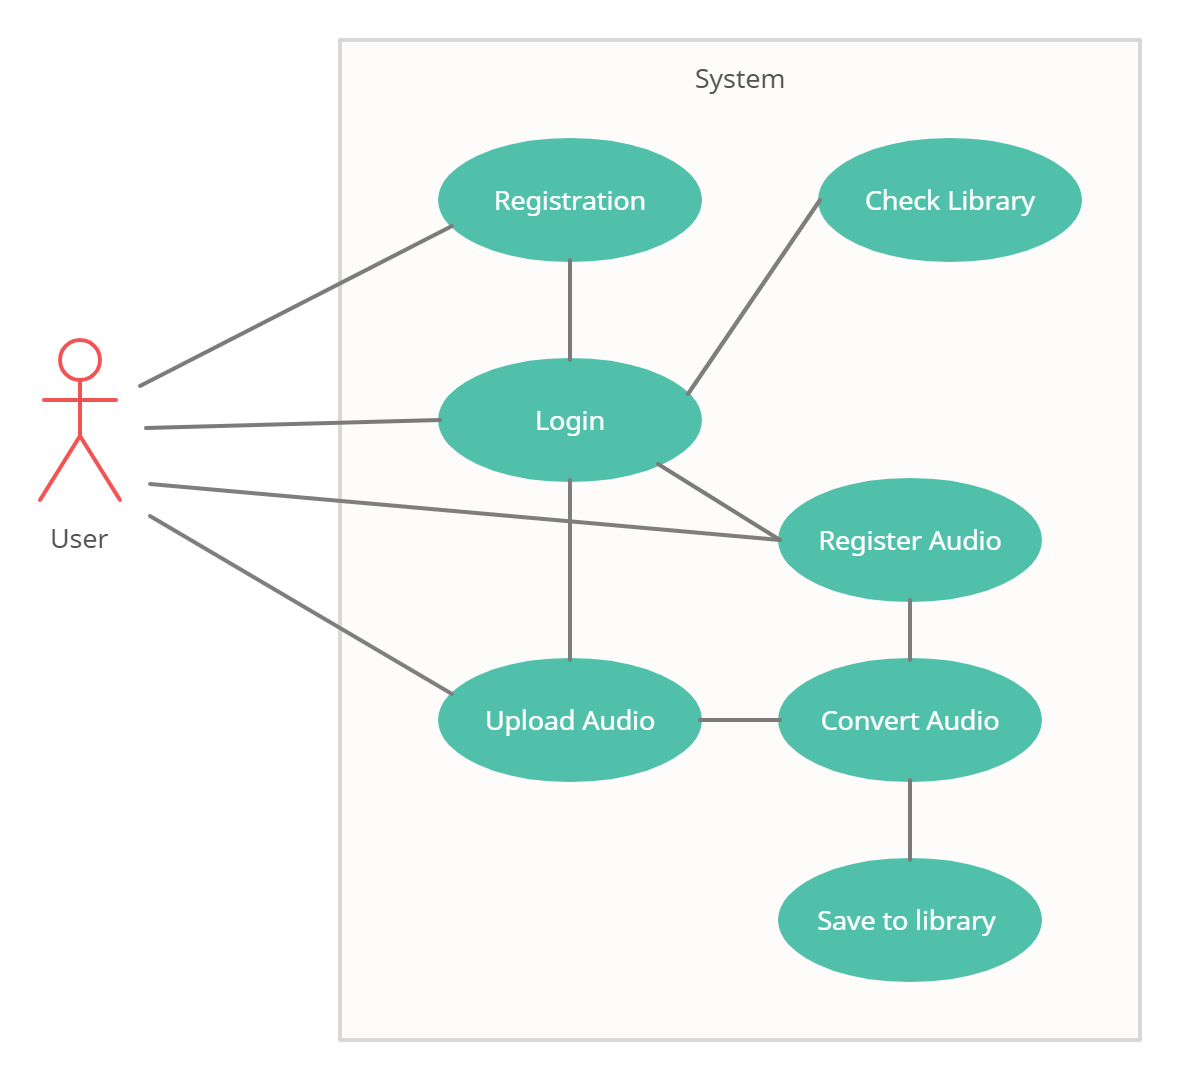 System
Registration
Check Library
Login
User
Register Audio
Upload Audio
Convert Audio
Save to library